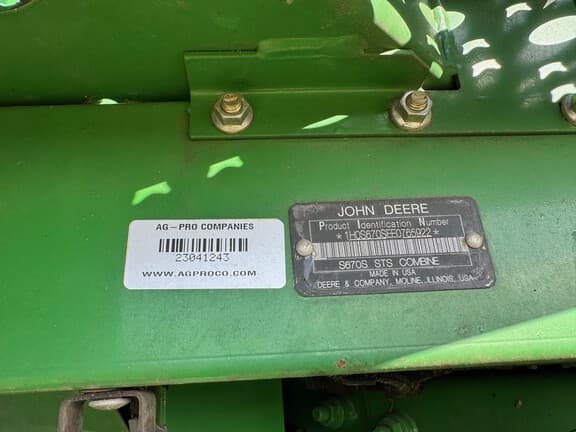 AG-PRO COMPANIES
23041243
WWW.AGPROCO.COM
JOHN DEERE
Product Identification Number
*1H0S670SEE0765922*
S670S STS COMBINE
MADE IN USA
DEERE & COMPANY, MOLINE, ILLINOIS, USA